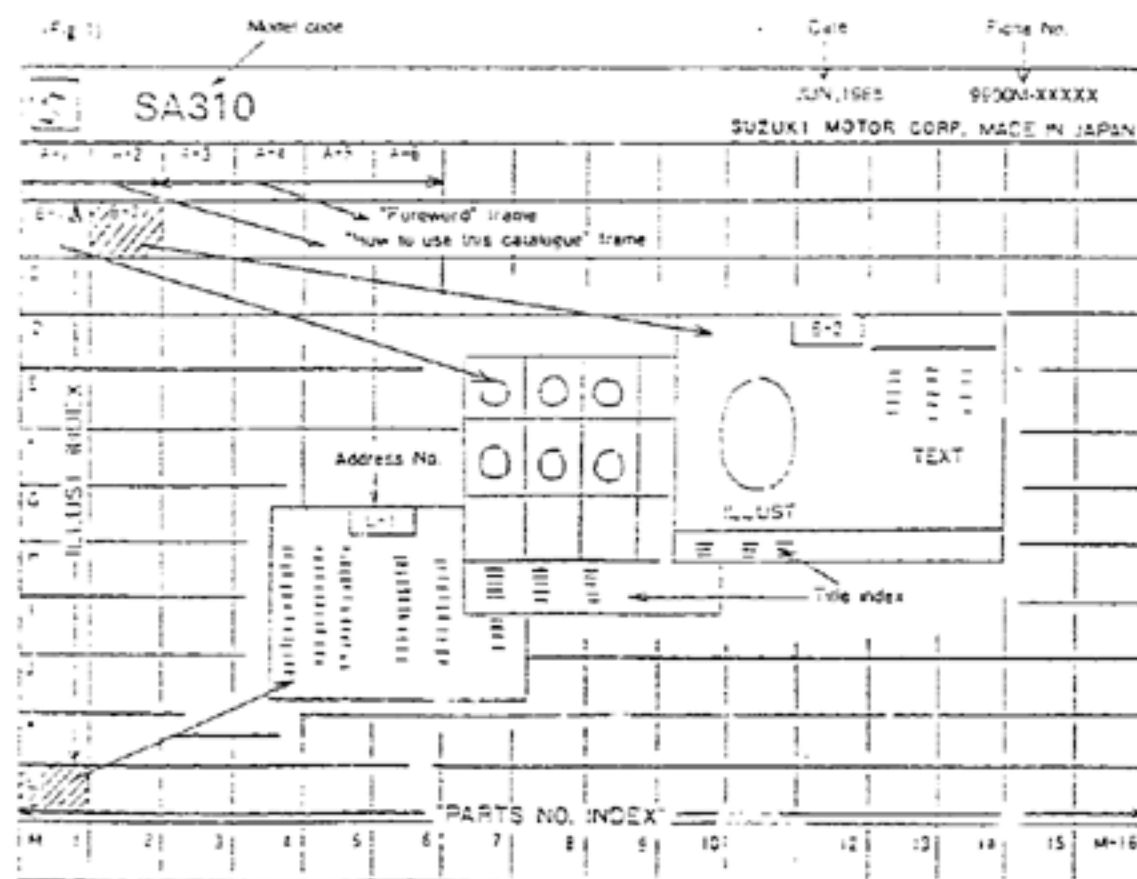 (Fig 1)
Model code
Date
Fiche No.
SA310
JUN,1985
9900M-XXXXX
SUZUKI MOTOR CORP. MADE IN JAPAN
A-1 A-2 A-3 A-4 A-5 A-6
"Foreword" frame
"How to use this catalogue" frame
B-2
ILLUST INDEX
Address No.
TEXT
ILLUST
Title index
"PARTS NO. INDEX"
M 1 2 3 4 5 6 7 8 9 10 12 13 14 15 M-16